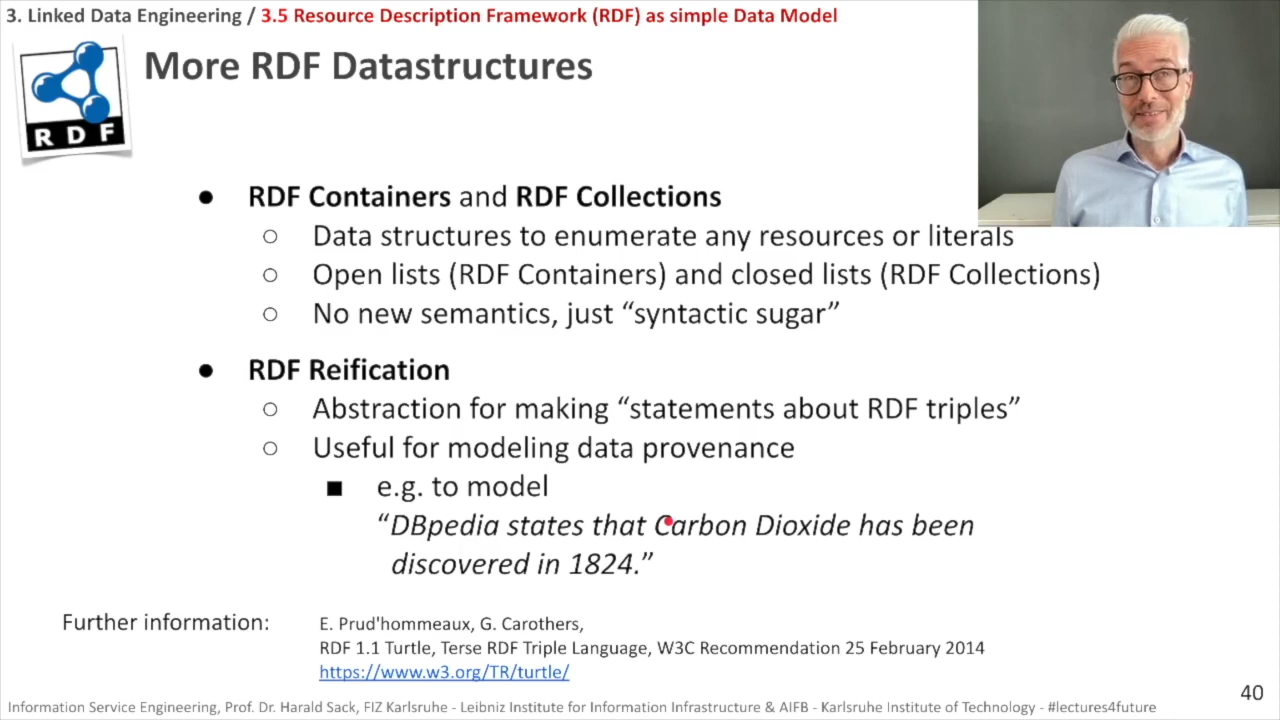 3. Linked Data Engineering / 3.5 Resource Description Framework (RDF) as simple Data Model
RDF
More RDF Datastructures
● RDF Containers and RDF Collections
○ Data structures to enumerate any resources or literals
○ Open lists (RDF Containers) and closed lists (RDF Collections)
○ No new semantics, just “syntactic sugar”
● RDF Reification
○ Abstraction for making “statements about RDF triples”
○ Useful for modeling data provenance
■ e.g. to model
“DBpedia states that Carbon Dioxide has been
discovered in 1824.”
Further information:
E. Prud'hommeaux, G. Carothers,
RDF 1.1 Turtle, Terse RDF Triple Language, W3C Recommendation 25 February 2014
https://www.w3.org/TR/turtle/
40
Information Service Engineering, Prof. Dr. Harald Sack, FIZ Karlsruhe - Leibniz Institute for Information Infrastructure & AIFB - Karlsruhe Institute of Technology - #lectures4future